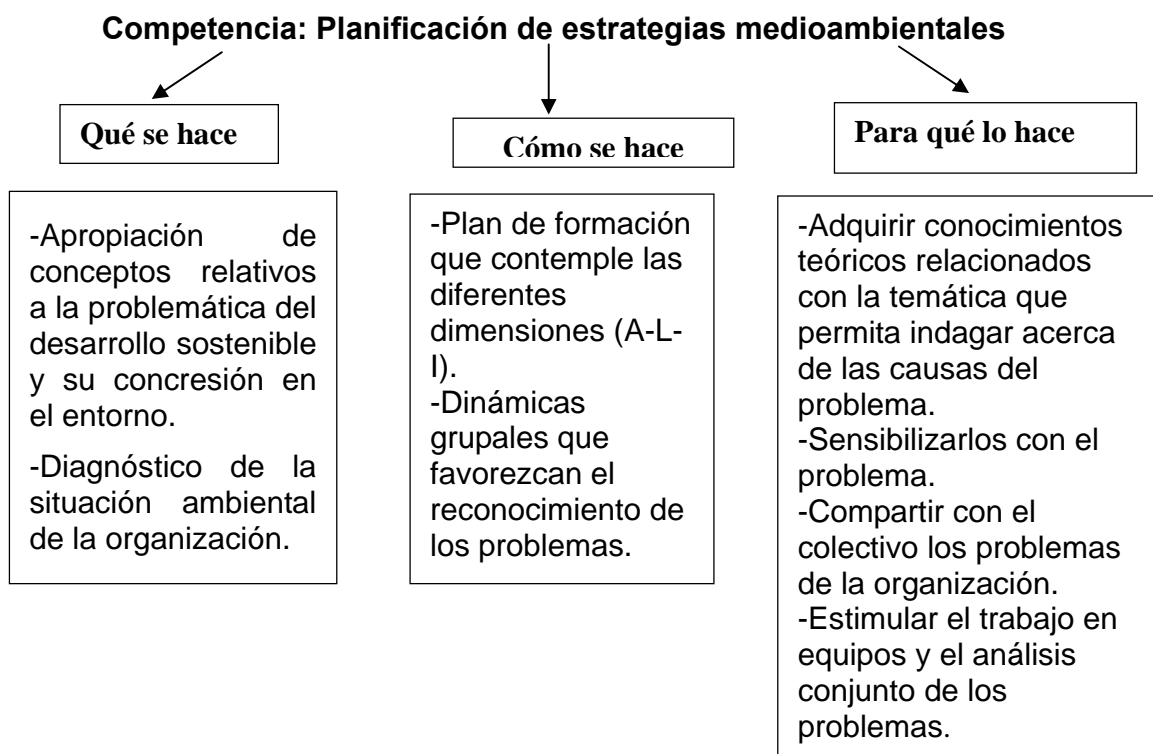 Competencia: Planificación de estrategias medioambientales
Qué se hace
Cómo se hace
Para qué lo hace
-Apropiación de
conceptos relativos
a la problemática del
desarrollo sostenible
y su concresión en
el entorno.
-Diagnóstico de la
situación ambiental
de la organización.
-Plan de formación
que contemple las
diferentes
dimensiones (A-L-
I).
-Dinámicas
grupales que
favorezcan el
reconocimiento de
los problemas.
-Adquirir conocimientos
teóricos relacionados
con la temática que
permita indagar acerca
de las causas del
problema.
-Sensibilizarlos con el
problema.
-Compartir con el
colectivo los problemas
de la organización.
-Estimular el trabajo en
equipos y el análisis
conjunto de los
problemas.